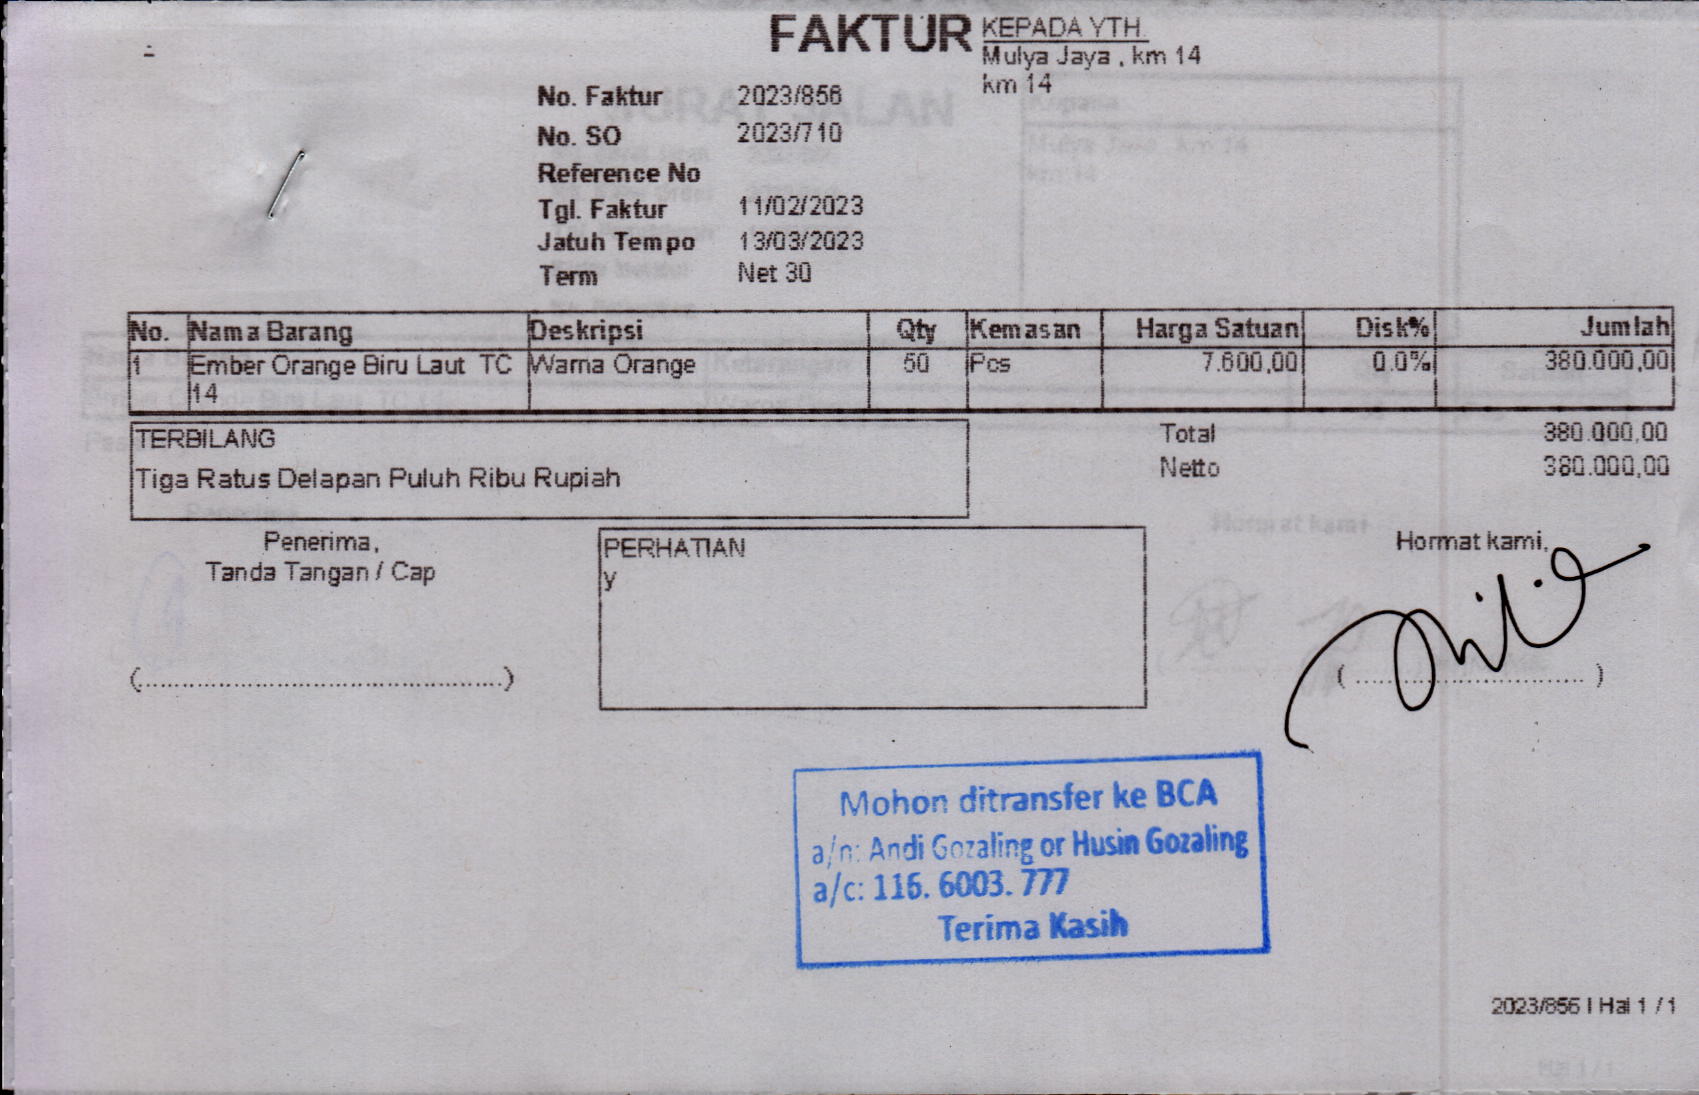 FAKTUR
KEPADA YTH.
Mulya Jaya , km 14
km 14
No. Faktur 2023/856
No. SO 2023/710
Reference No
Tgl. Faktur 11/02/2023
Jatuh Tempo 13/03/2023
Term Net 30
No. Nama Barang Deskripsi Qty Kemasan Harga Satuan Disk% Jumlah
1 Ember Orange Biru Laut TC Warna Orange 50 Pcs 7.600,00 0.0% 380.000,00
14
TERBILANG
Tiga Ratus Delapan Puluh Ribu Rupiah
Total 380.000,00
Netto 380.000,00
Penerima,
Tanda Tangan / Cap
PERHATIAN
y
Hormat kami,
Mohon ditransfer ke BCA
a/n: Andi Gozaling or Husin Gozaling
a/c: 116. 6003. 777
Terima Kasih
2023/856 | Hal 1 / 1